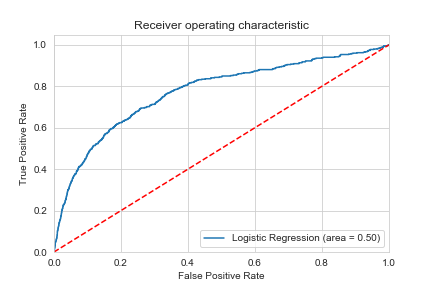 Receiver operating characteristic
1.0
0.8
0.6
0.4
0.2
0.0
True Positive Rate
Logistic Regression (area = 0.50)
0.0 0.2 0.4 0.6 0.8 1.0
False Positive Rate